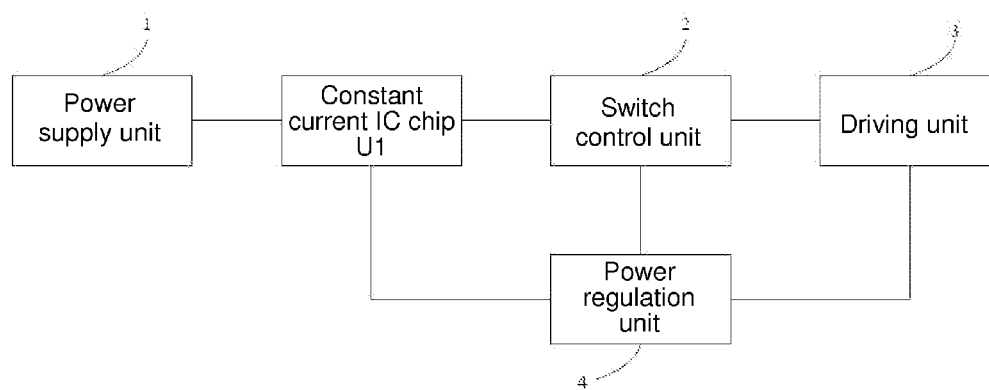 1
2
3
Power
supply unit
Constant
current IC chip
U1
Switch
control unit
Driving unit
Power
regulation
unit
4